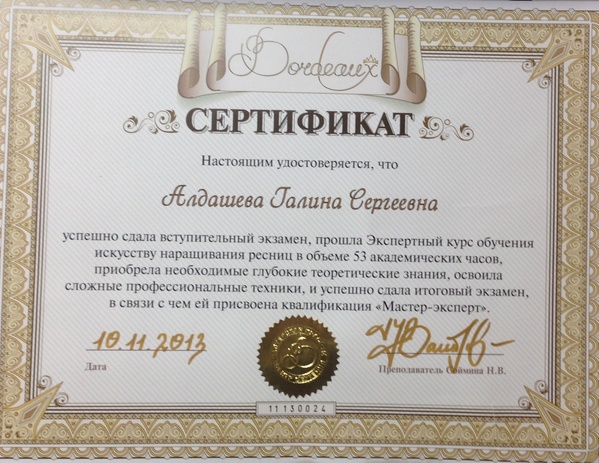 Bordeaux
СЕРТИФИКАТ
Настоящим удостоверяется, что
Алдашева Галина Сергеевна
успешно сдала вступительный экзамен, прошла Экспертный курс обучения
искусству наращивания ресниц в объеме 53 академических часов,
приобрела необходимые глубокие теоретические знания, освоила
сложные профессиональные техники, и успешно сдала итоговый экзамен,
в связи с чем ей присвоена квалификация «Мастер-эксперт».
10.11.2013
Дата
Преподаватель Н.В.
11130024